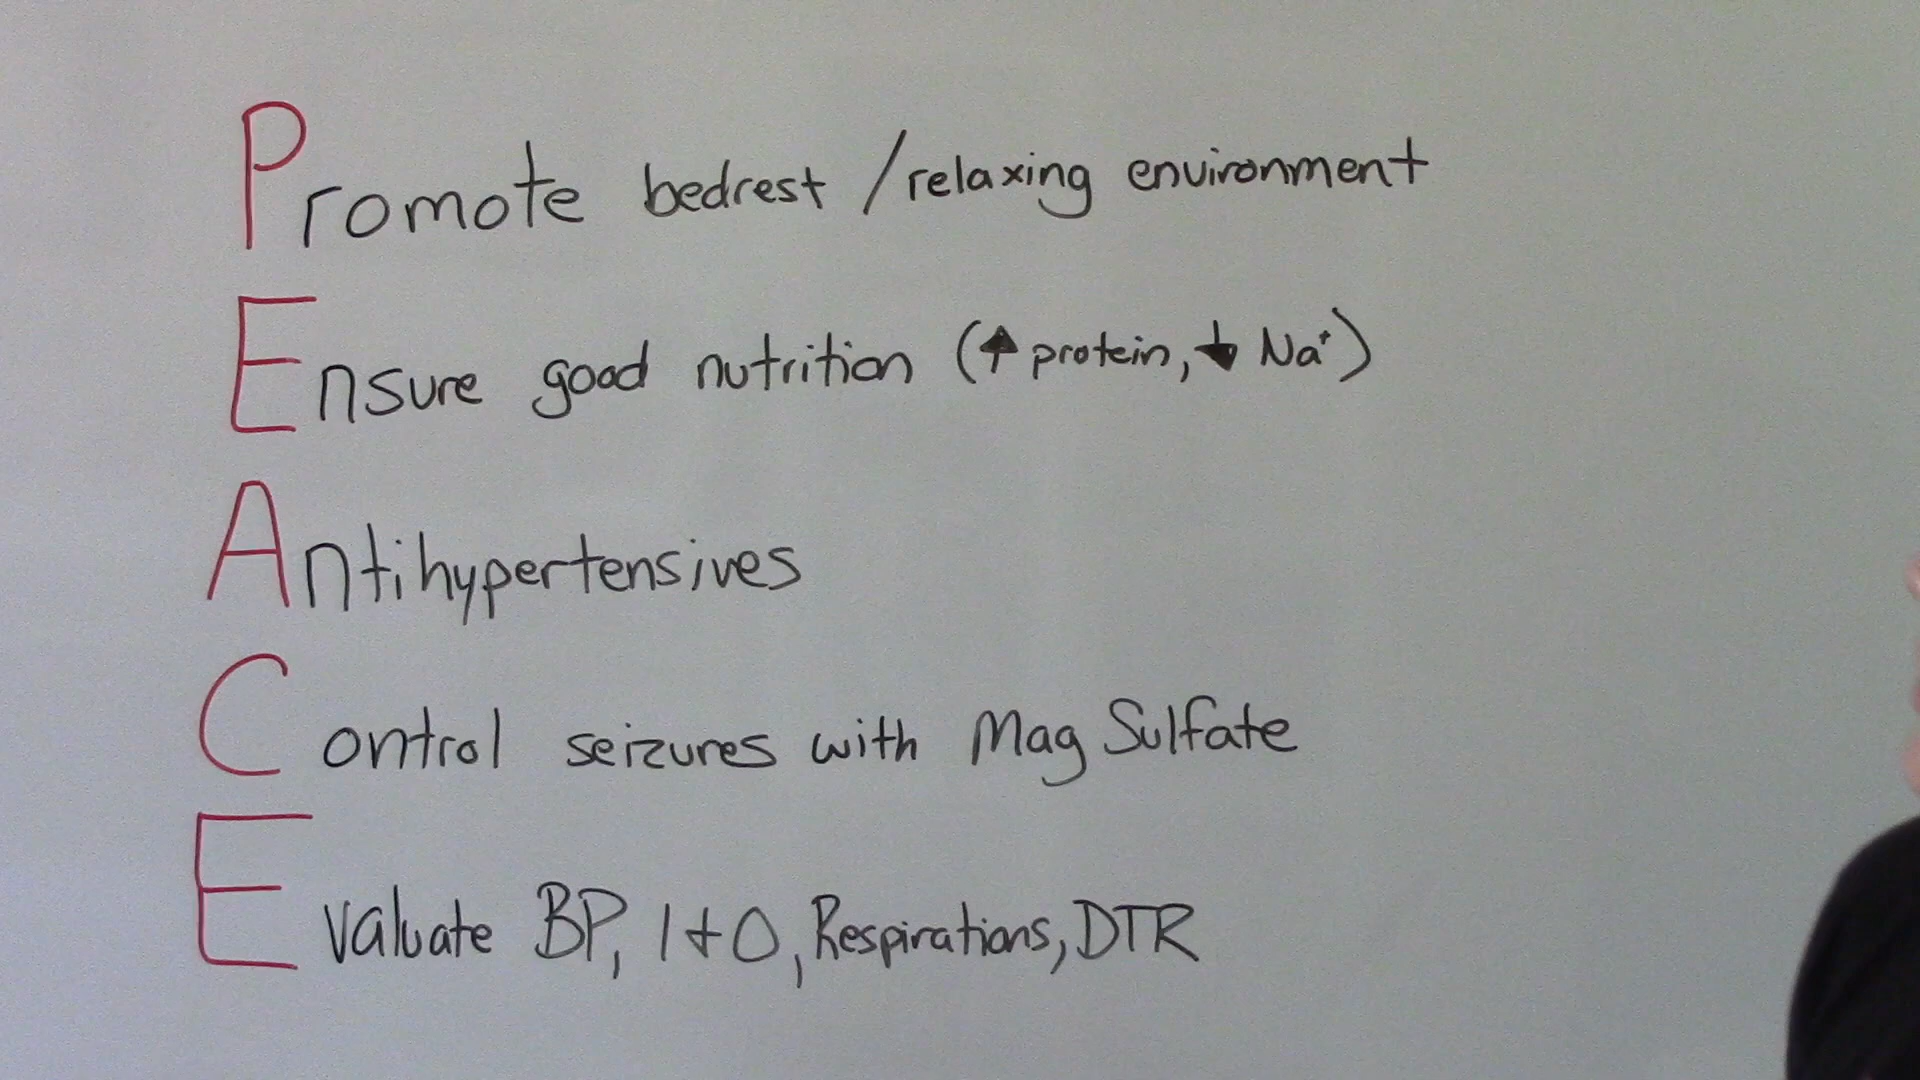 Promote bedrest / relaxing environment
Ensure good nutrition (↑ protein, ↓ Na⁺)
Antihypertensives
Control seizures with Mag Sulfate
Evaluate BP, I+O, Respirations, DTR